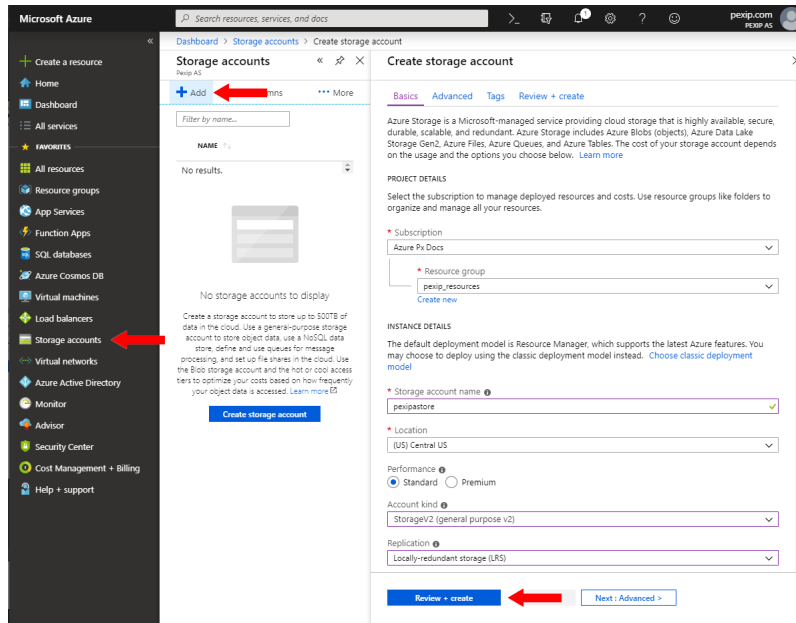 Microsoft Azure
Search resources, services, and docs
pexip.com
PEXIP AS
Create a resource
Home
Dashboard
All services
FAVORITES
All resources
Resource groups
App Services
Function Apps
SQL databases
Azure Cosmos DB
Virtual machines
Load balancers
Storage accounts
Virtual networks
Azure Active Directory
Monitor
Advisor
Security Center
Cost Management + Billing
Help + support
Dashboard > Storage accounts > Create storage account
Storage accounts
Pexip AS
Add
mns
More
Filter by name...
NAME
No results.
No storage accounts to display
Create a storage account to store up to 500TB of
data in the cloud. Use a general-purpose storage
account to store object data, use a NoSQL data
store, define and use queues for message
processing, and set up file shares in the cloud. Use
the Blob storage account and the hot or cool access
tiers to optimize your costs based on how frequently
your object data is accessed. Learn more
Create storage account
Create storage account
Basics Advanced Tags Review + create
Azure Storage is a Microsoft-managed service providing cloud storage that is highly available, secure,
durable, scalable, and redundant. Azure Storage includes Azure Blobs (objects), Azure Data Lake
Storage Gen2, Azure Files, Azure Queues, and Azure Tables. The cost of your storage account depends
on the usage and the options you choose below. Learn more
PROJECT DETAILS
Select the subscription to manage deployed resources and costs. Use resource groups like folders to
organize and manage all your resources.
* Subscription
Azure Px Docs
* Resource group
pexip_resources
Create new
INSTANCE DETAILS
The default deployment model is Resource Manager, which supports the latest Azure features. You
may choose to deploy using the classic deployment model instead. Choose classic deployment
model
* Storage account name
pexipastore
* Location
(US) Central US
Performance
Standard Premium
Account kind
StorageV2 (general purpose v2)
Replication
Locally-redundant storage (LRS)
Review + create
Next : Advanced >